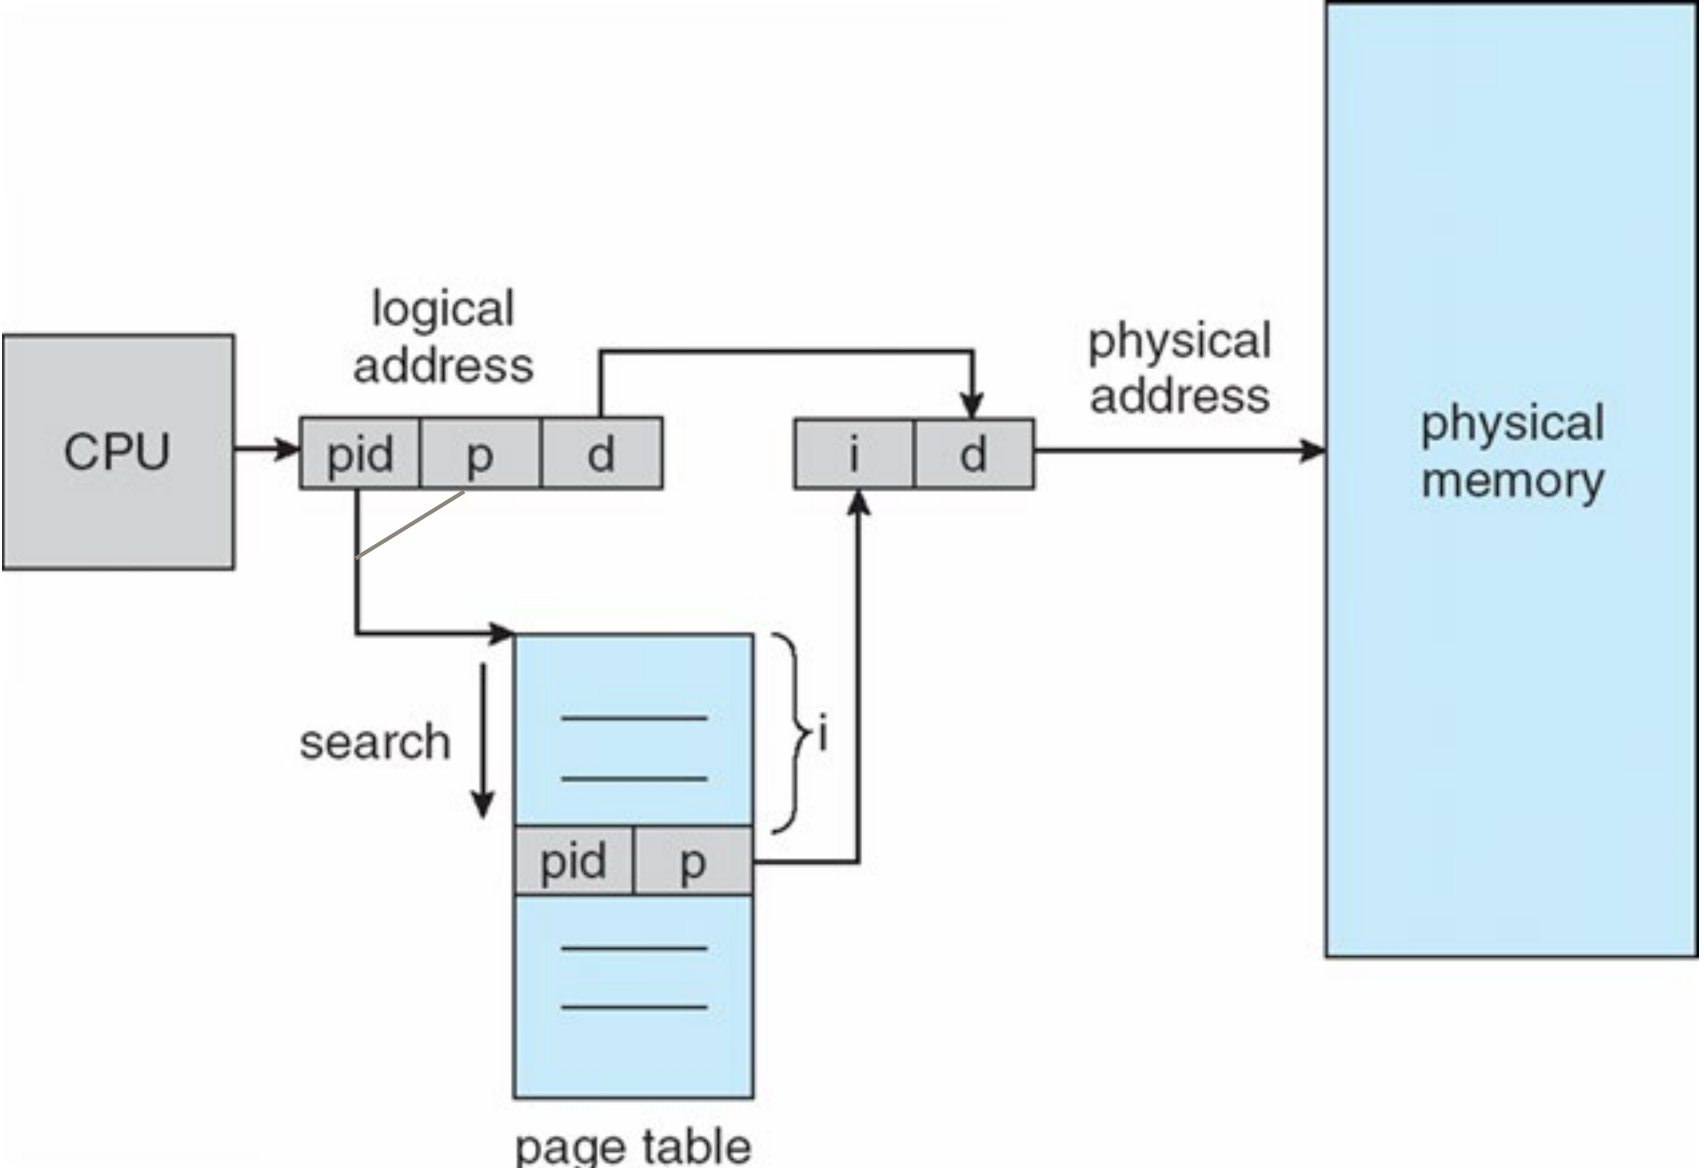 logical
address
physical
address
CPU
pid p d
i d
physical
memory
search
i
pid p
page table